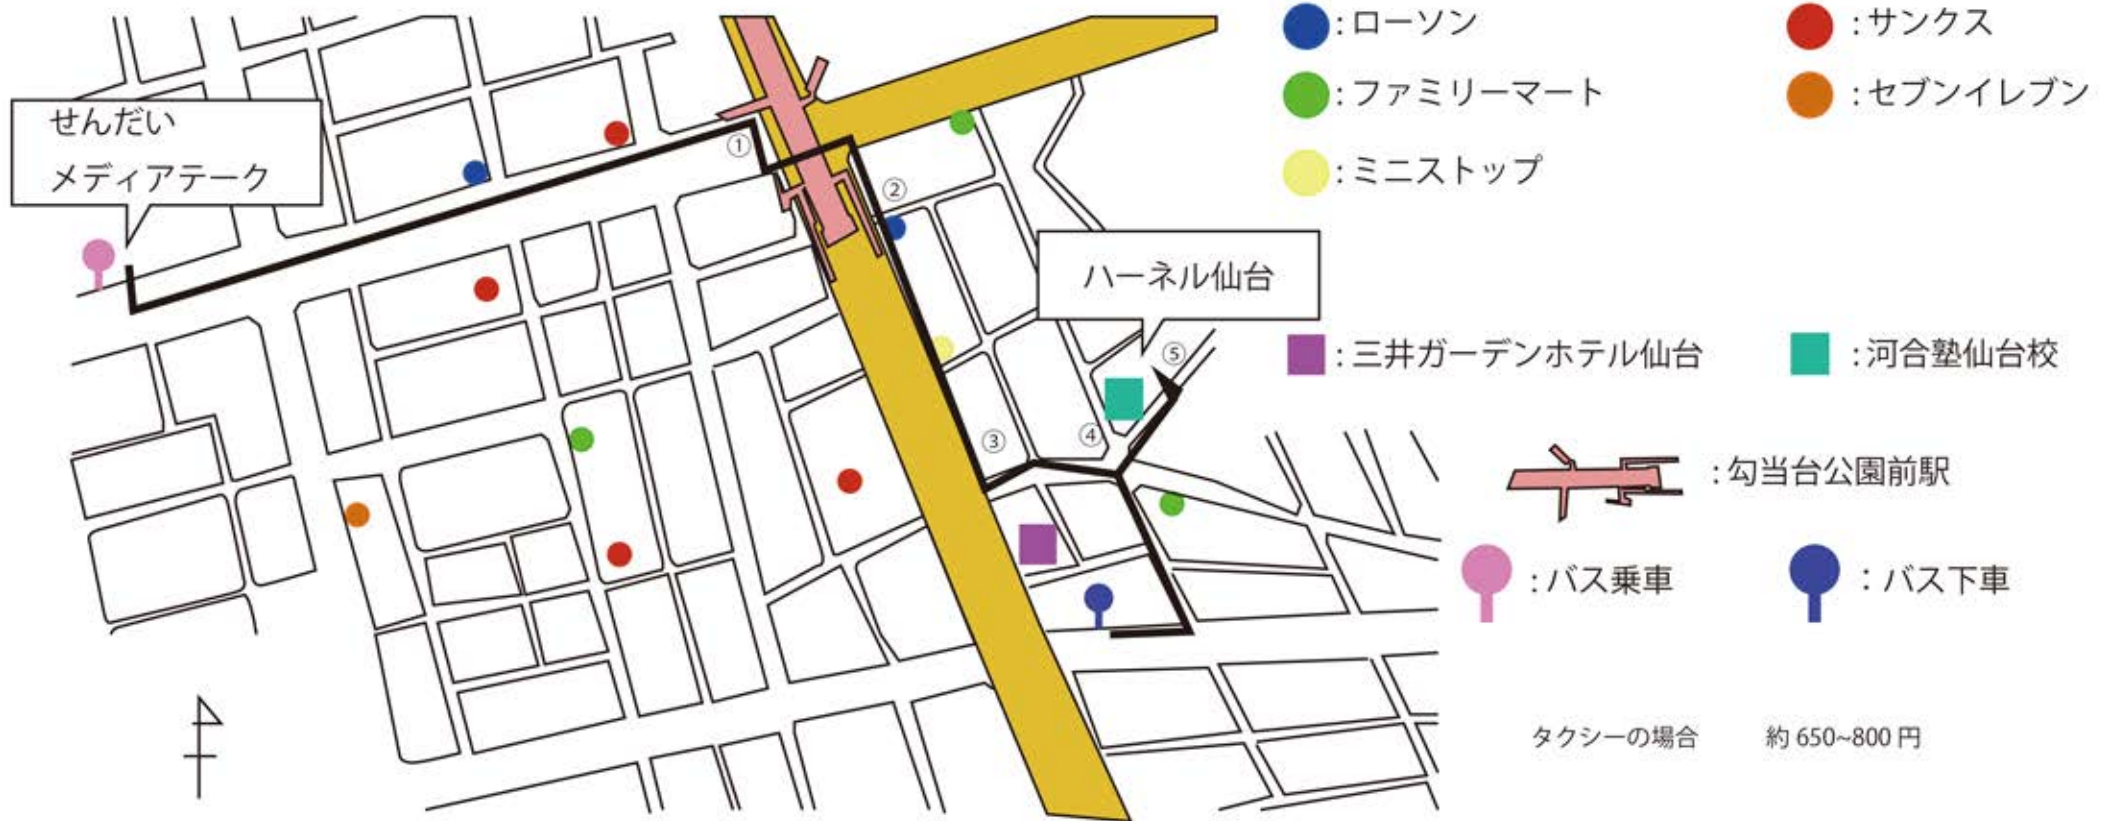 せんだい
メディアテーク
①
②
③
④
⑤
ハーネル仙台
：ローソン
：サンクス
：ファミリーマート
：セブンイレブン
：ミニストップ
：三井ガーデンホテル仙台
：河合塾仙台校
：勾当台公園前駅
：バス乗車
：バス下車
タクシーの場合 約 650~800 円